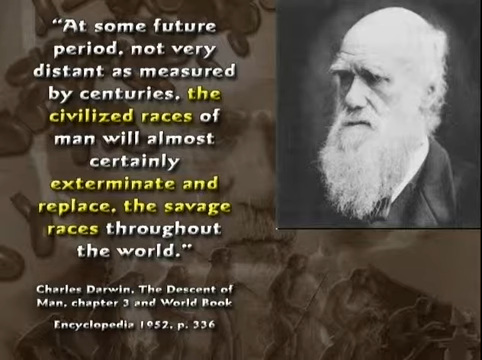 “At some future
period, not very
distant as measured
by centuries, the
civilized races of
man will almost
certainly
exterminate and
replace, the savage
races throughout
the world.”
Charles Darwin, The Descent of
Man, chapter 3 and World Book
Encyclopedia 1952, p. 336